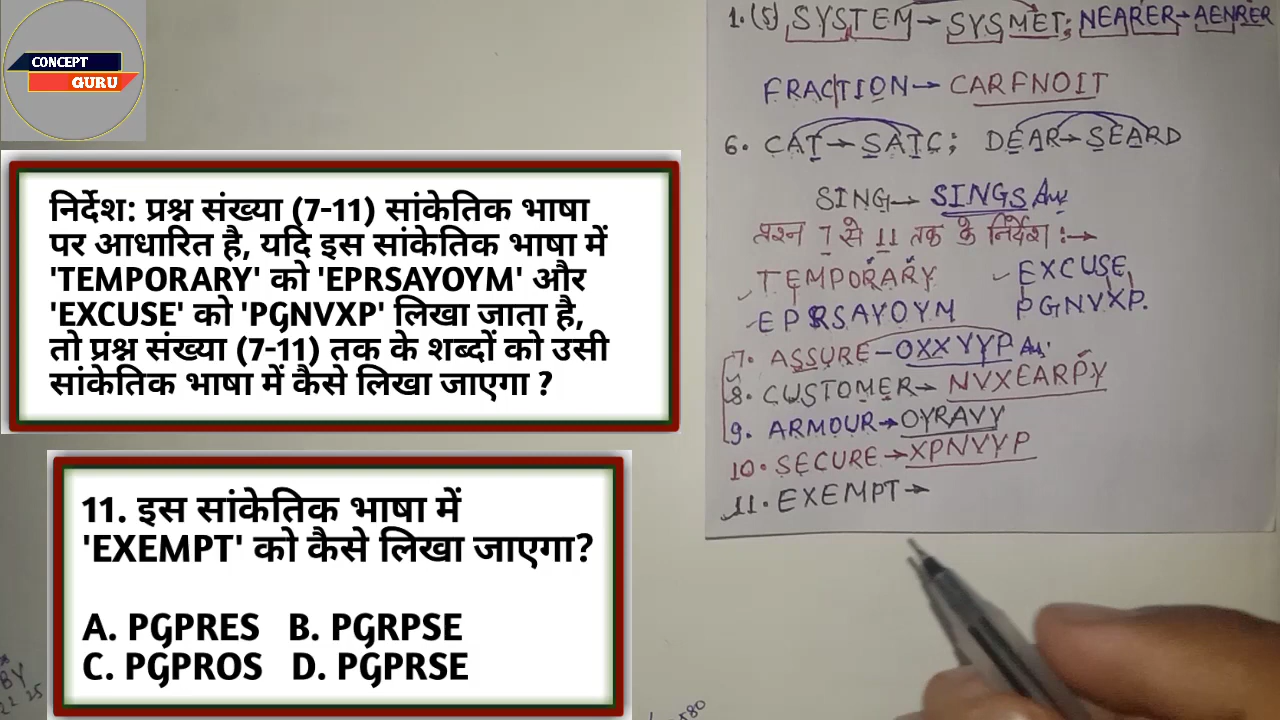 CONCEPT
GURU
निर्देश: प्रश्न संख्या (7-11) सांकेतिक भाषा
पर आधारित है, यदि इस सांकेतिक भाषा में
'TEMPORARY' को 'EPRSAYOYM' और
'EXCUSE' को 'PGNVXP' लिखा जाता है,
तो प्रश्न संख्या (7-11) तक के शब्दों को उसी
सांकेतिक भाषा में कैसे लिखा जाएगा ?
11. इस सांकेतिक भाषा में
'EXEMPT' को कैसे लिखा जाएगा?
A. PGPRES B. PGRPSE
C. PGPROS D. PGPRSE
1. (5) SYSTEM→ SYSMET; NEARER→AENRER
FRACTION→ CARFNOIT
6. CAT→SATC; DEAR→SEARD
SING→ SINGS Ans
प्रश्न 7 से 11 तक के निर्देश :→
TEMPORARY EXCUSE
EPRSAYOYM PGNVXP.
7. ASSURE–OXXVYP Ans
8. CUSTOMER→ NVXEARPY
9. ARMOUR→OYRAVY
10. SECURE→XPNVYP
11. EXEMPT→